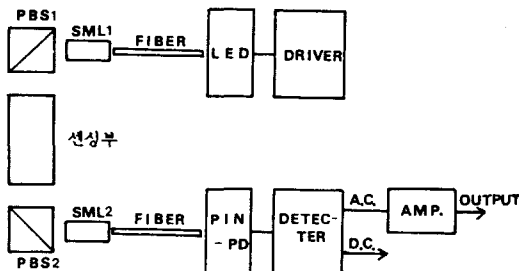 PBS1
SML1
FIBER
LED
DRIVER
센싱부
SML2
FIBER
PIN
-PD
DETEC-
TER
A.C.
AMP.
OUTPUT
D.C.
PBS2